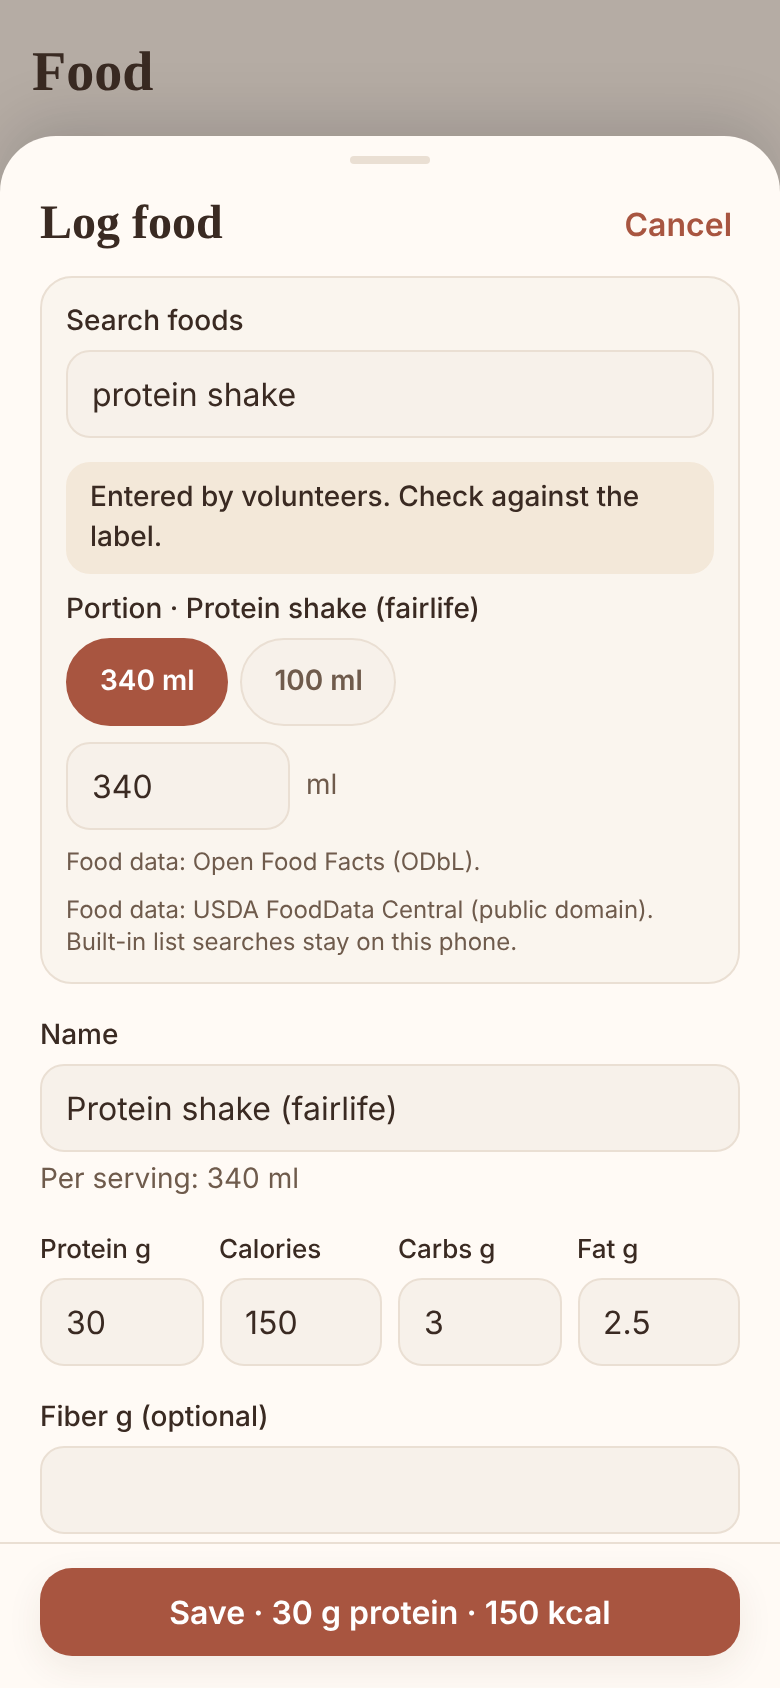 Food
Log food
Cancel
Search foods
protein shake
Entered by volunteers. Check against the
label.
Portion · Protein shake (fairlife)
340 ml
100 ml
340
ml
Food data: Open Food Facts (ODbL).
Food data: USDA FoodData Central (public domain).
Built-in list searches stay on this phone.
Name
Protein shake (fairlife)
Per serving: 340 ml
Protein g
Calories
Carbs g
Fat g
30
150
3
2.5
Fiber g (optional)
Save · 30 g protein · 150 kcal